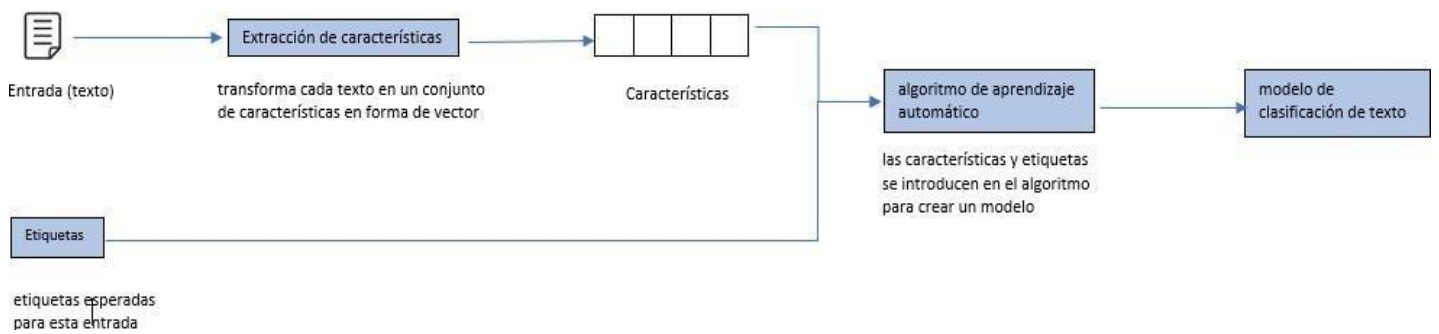 Entrada (texto)
Extracción de características
transforma cada texto en un conjunto
de características en forma de vector
Características
algoritmo de aprendizaje
automático
las características y etiquetas
se introducen en el algoritmo
para crear un modelo
modelo de
clasificación de texto
Etiquetas
etiquetas esperadas
para esta entrada